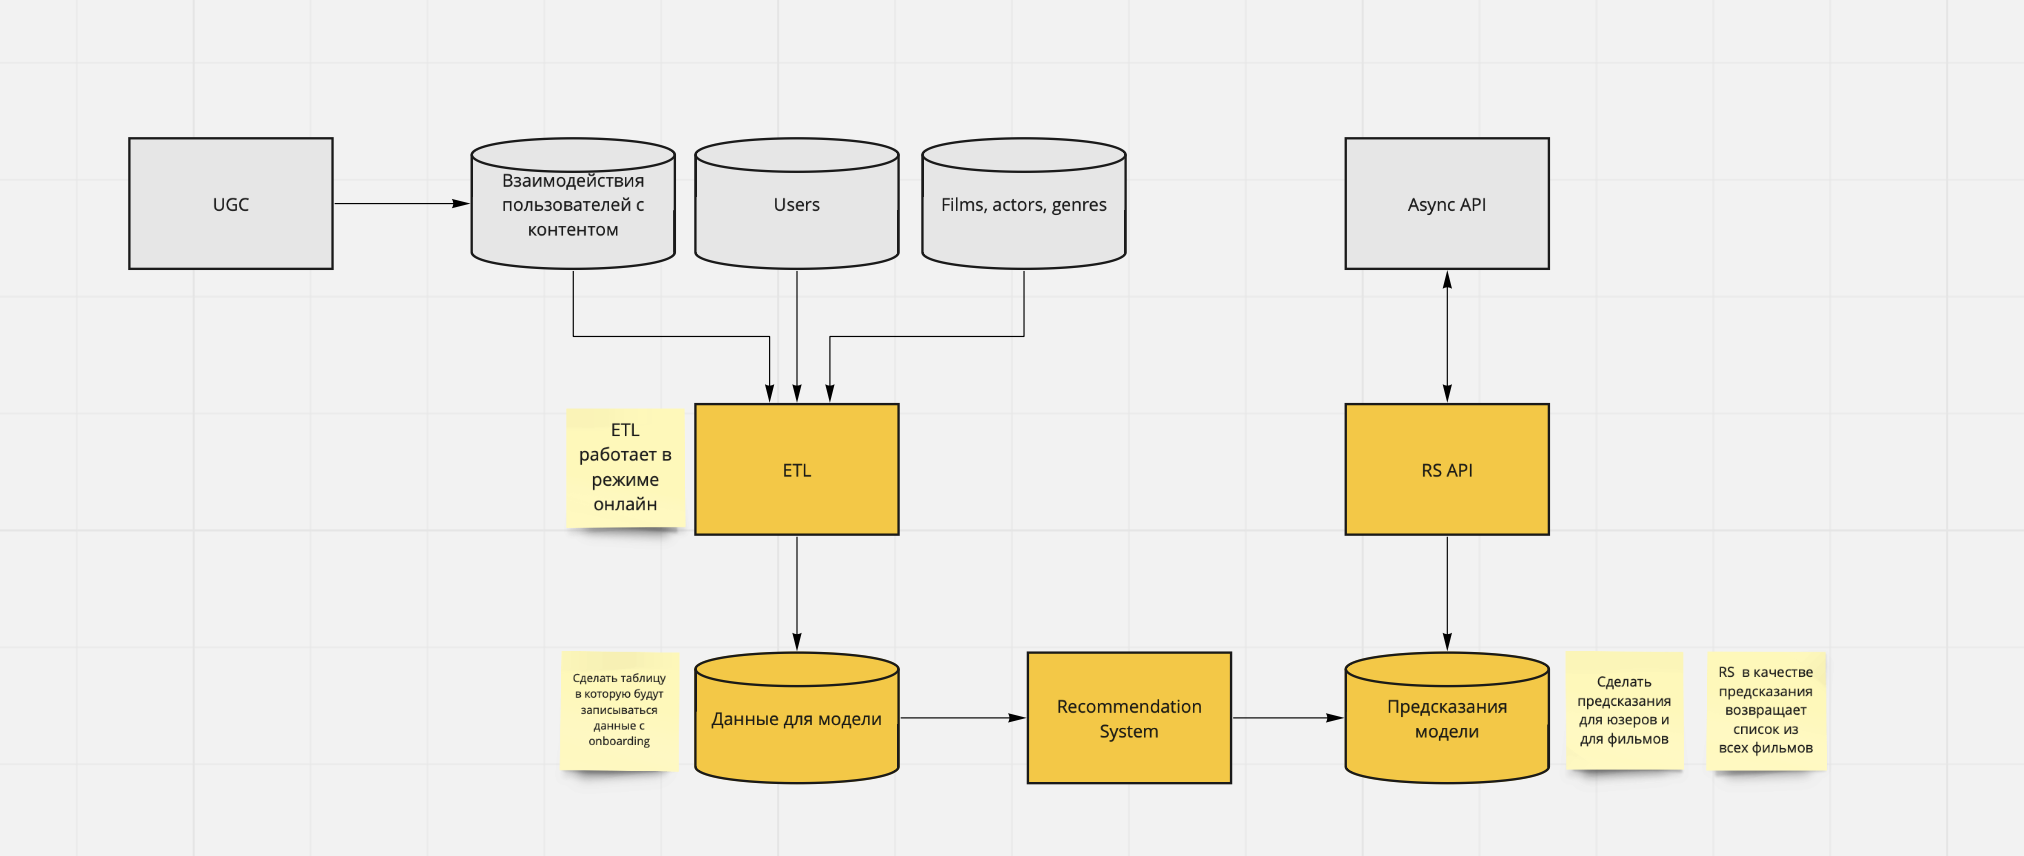 UGC
Взаимодействия
пользователей с
контентом
Users
Films, actors, genres
Async API
ETL
работает в
режиме
онлайн
ETL
RS API
Сделать таблицу
в которую будут
записываться
данные с
onboarding
Данные для модели
Recommendation
System
Предсказания
модели
Сделать
предсказания
для юзеров и
для фильмов
RS в качестве
предсказания
возвращает
список из
всех фильмов